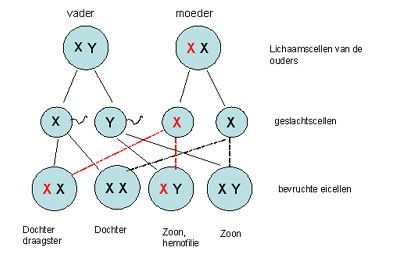 vader moeder
X Y X X
Lichaamscellen van de
ouders
X Y X X
geslachtscellen
X X X X X Y X Y
bevruchte eicellen
Dochter
draagster
Dochter
Zoon,
hemofilie
Zoon